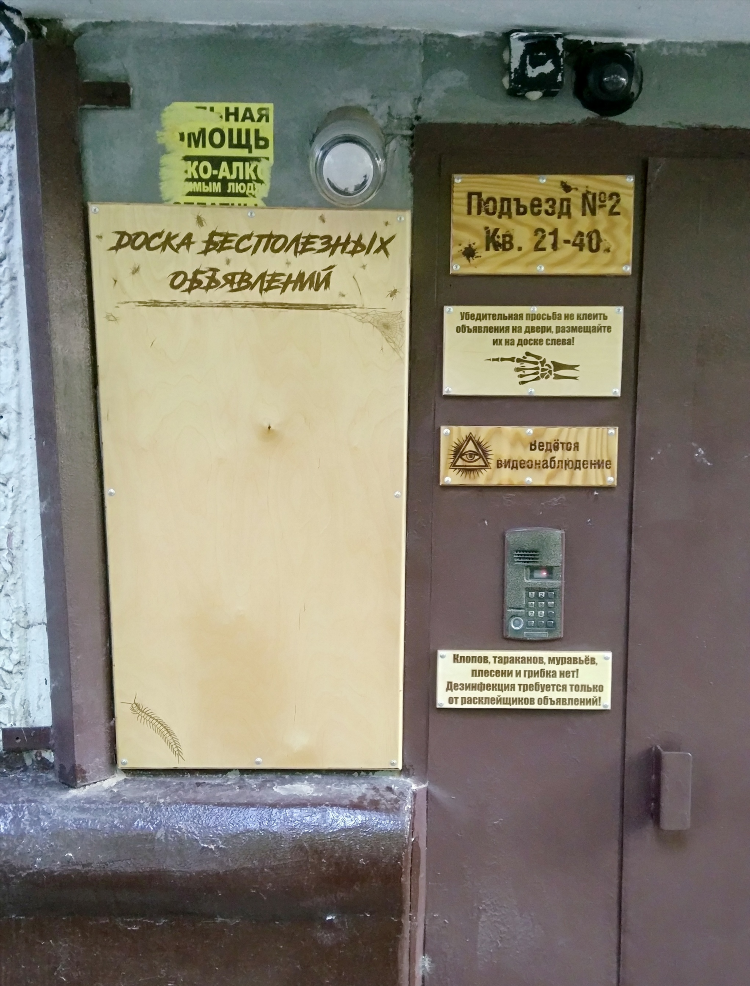 ЬНАЯ
МОЩЬ
КО-АЛКО
МЫМ ЛЮД
ДОСКА БЕСПОЛЕЗНЫХ
ОБЪЯВЛЕНИЙ
Подъезд №2
Кв. 21-40
Убедительная просьба не клеить
объявления на двери, размещайте
их на доске слева!
Ведётся
видеонаблюдение
Клопов, тараканов, муравьёв,
плесени и грибка нет!
Дезинфекция требуется только
от расклейщиков объявлений!